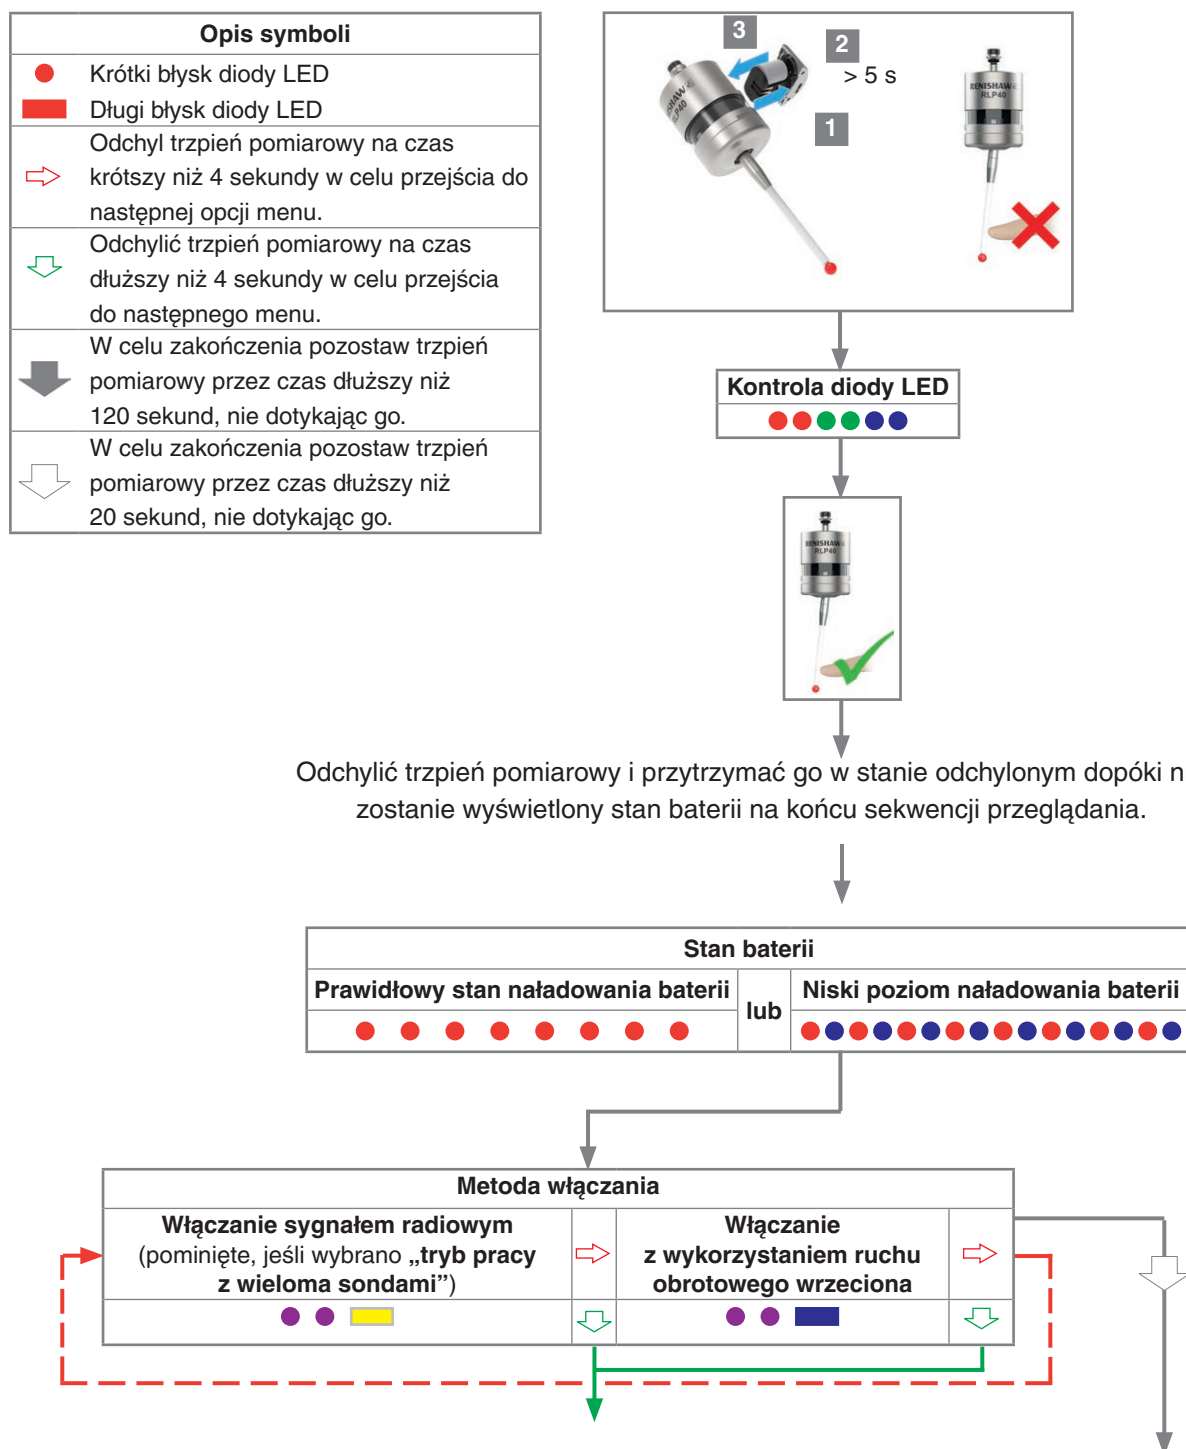 Opis symboli
Krótki błysk diody LED
Długi błysk diody LED
Odchyl trzpień pomiarowy na czas
krótszy niż 4 sekundy w celu przejścia do
następnej opcji menu.
Odchylić trzpień pomiarowy na czas
dłuższy niż 4 sekundy w celu przejścia
do następnego menu.
W celu zakończenia pozostaw trzpień
pomiarowy przez czas dłuższy niż
120 sekund, nie dotykając go.
W celu zakończenia pozostaw trzpień
pomiarowy przez czas dłuższy niż
20 sekund, nie dotykając go.
3
2
> 5 s
1
RENISHAW
RLP40
RENISHAW
RLP40
Kontrola diody LED
RENISHAW
RLP40
Odchylić trzpień pomiarowy i przytrzymać go w stanie odchylonym dopóki n
zostanie wyświetlony stan baterii na końcu sekwencji przeglądania.
Stan baterii
Prawidłowy stan naładowania baterii
lub
Niski poziom naładowania baterii
Metoda włączania
Włączanie sygnałem radiowym
(pominięte, jeśli wybrano „tryb pracy
z wieloma sondami”)
Włączanie
z wykorzystaniem ruchu
obrotowego wrzeciona